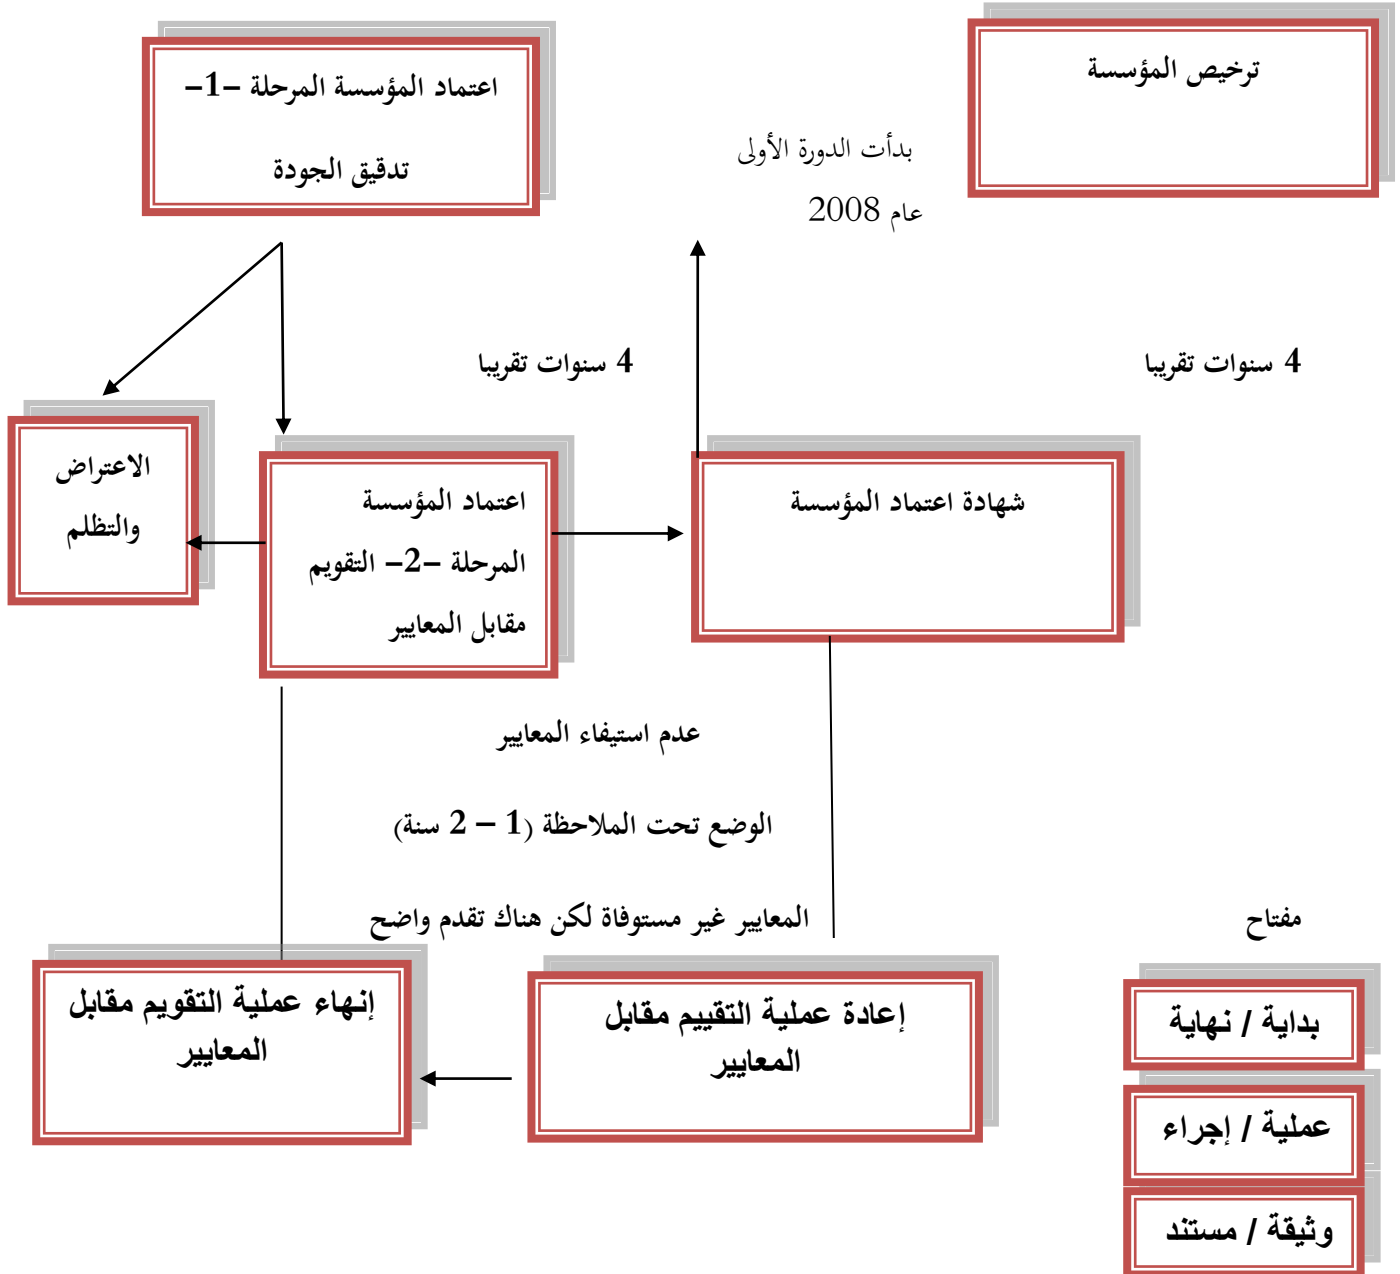 ترخيص المؤسسة
اعتماد المؤسسة المرحلة –1–
تدقيق الجودة
بدأت الدورة الأولى
عام 2008
4 سنوات تقريبا
4 سنوات تقريبا
شهادة اعتماد المؤسسة
اعتماد المؤسسة
المرحلة –2– التقويم
مقابل المعايير
الاعتراض
والتظلم
عدم استيفاء المعايير
الوضع تحت الملاحظة (1 – 2 سنة)
المعايير غير مستوفاة لكن هناك تقدم واضح
مفتاح
إعادة عملية التقييم مقابل
المعايير
إنهاء عملية التقويم مقابل
المعايير
بداية / نهاية
عملية / إجراء
وثيقة / مستند